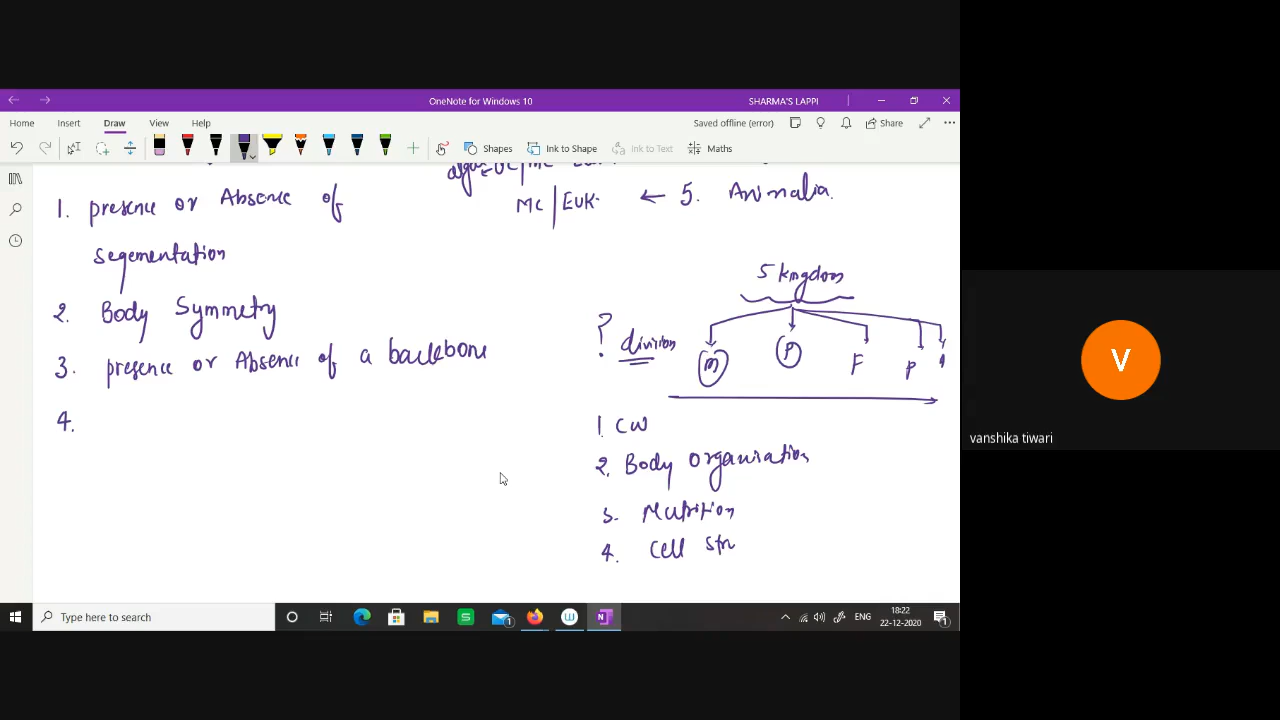 OneNote for Windows 10
SHARMA'S LAPPI
Home Insert Draw View Help
Saved offline (error) Share
Shapes Ink to Shape Ink to Text Maths
1. presence or Absence of
segmentation
2. Body Symmetry
3. presence or Absence of a backbone
4.
MC | EUK. ← 5. Animalia.
5 kingdom
? division
M P F P A
1. CW
2. Body Organisation
3. Nutrition
4. Cell Str
V
vanshika tiwari
Type here to search
ENG
18:22
22-12-2020